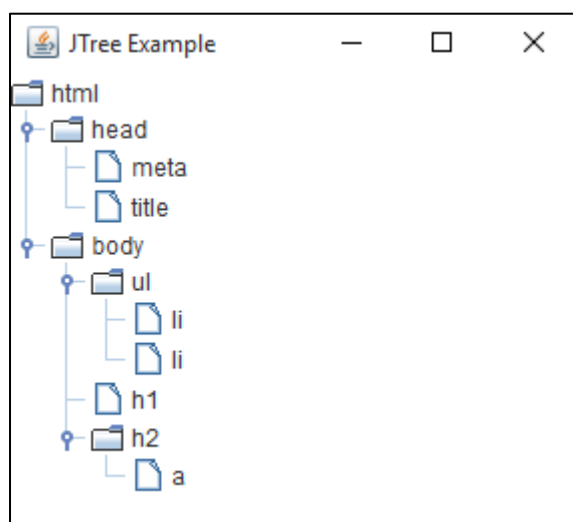 JTree Example
html
head
meta
title
body
ul
li
li
h1
h2
a